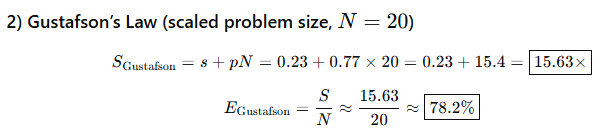 2) Gustafson’s Law (scaled problem size, N = 20)
S_Gustafson = s + pN = 0.23 + 0.77 × 20 = 0.23 + 15.4 = 15.63×
E_Gustafson = S/N ≈ 15.63/20 ≈ 78.2%